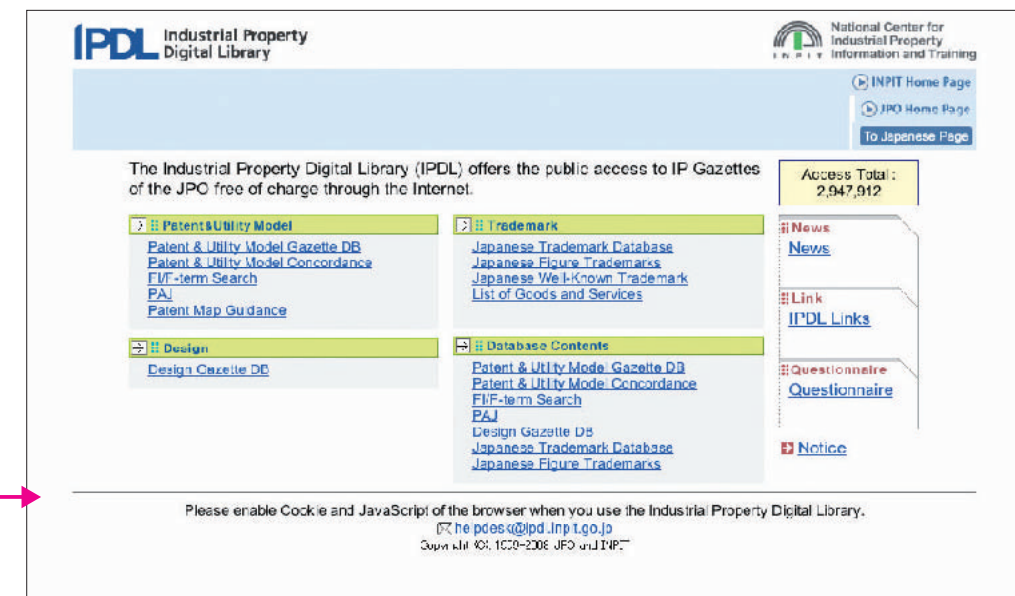 IPDL Industrial Property
Digital Library
National Center for
Industrial Property
Information and Training
INPIT
INPIT Home Page
JPO Home Page
To Japanese Page
The Industrial Property Digital Library (IPDL) offers the public access to IP Gazettes
of the JPO free of charge through the Internet.
Access Total :
2,947,912
Patent&Utility Model
Patent & Utility Model Gazette DB
Patent & Utility Model Concordance
FI/F-term Search
PAJ
Patent Map Guidance
Trademark
Japanese Trademark Database
Japanese Figure Trademarks
Japanese Well-Known Trademark
List of Goods and Services
Design
Design Gazette DB
Database Contents
Patent & Utility Model Gazette DB
Patent & Utility Model Concordance
FI/F-term Search
PAJ
Design Gazette DB
Japanese Trademark Database
Japanese Figure Trademarks
News
News
Link
IPDL Links
Questionnaire
Questionnaire
Notice
Please enable Cookie and JavaScript of the browser when you use the Industrial Property Digital Library.
helpdesk@ipdl.inpit.go.jp
Copyright (C), 1999-2008 JPO and INPIT